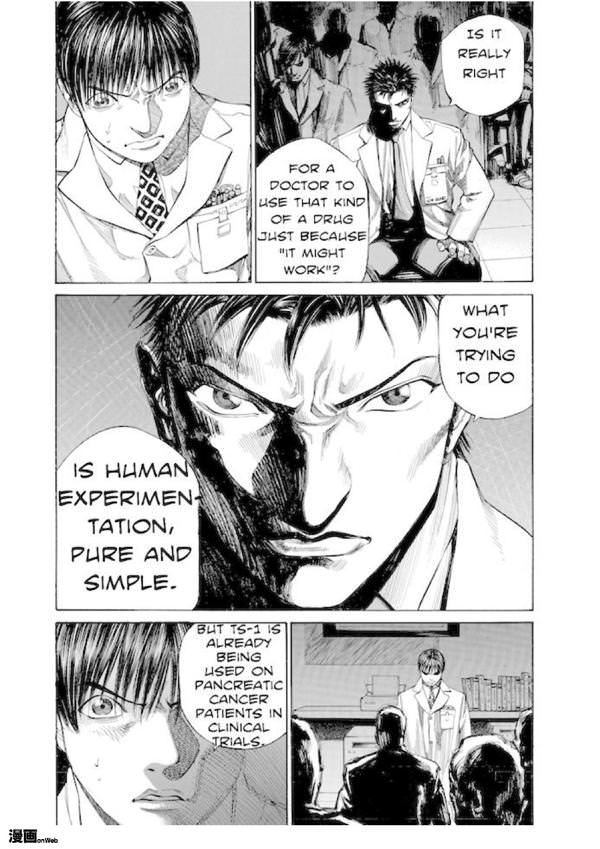 IS IT
REALLY
RIGHT
FOR A
DOCTOR TO
USE THAT KIND
OF A DRUG
JUST BECAUSE
"IT MIGHT
WORK"?
WHAT
YOU'RE
TRYING
TO DO
IS HUMAN
EXPERIMEN-
TATION,
PURE AND
SIMPLE.
BUT TS-1 IS
ALREADY
BEING
USED ON
PANCREATIC
CANCER
PATIENTS IN
CLINICAL
TRIALS.
漫画onWeb